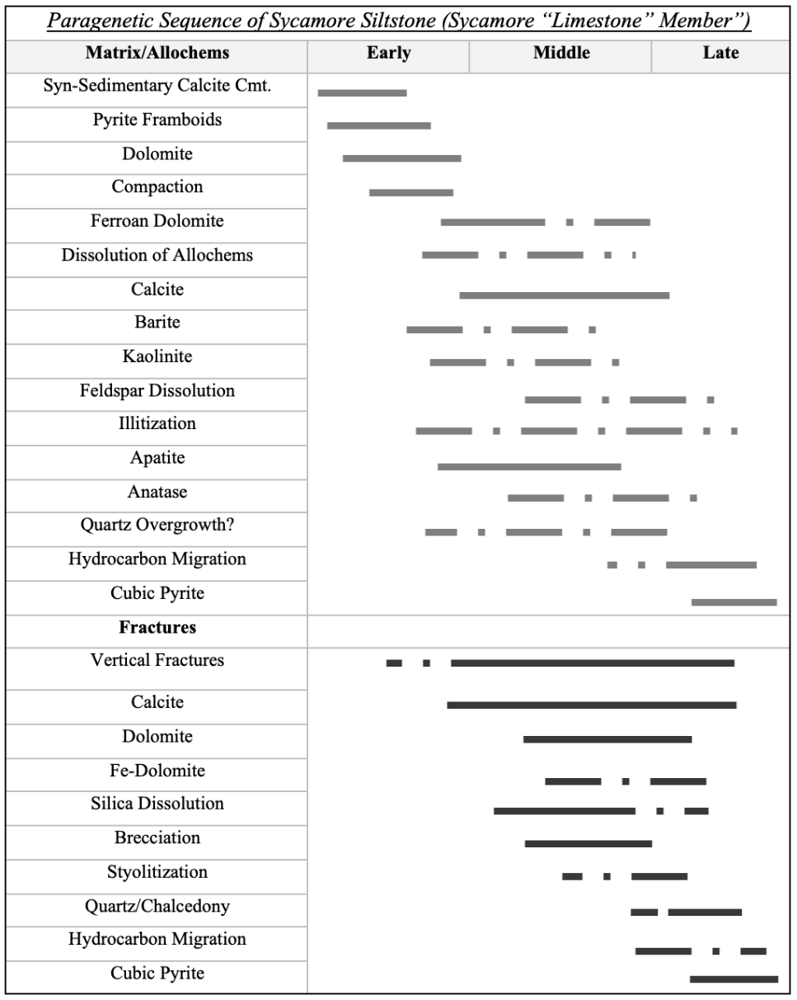 Paragenetic Sequence of Sycamore Siltstone (Sycamore “Limestone” Member”)
Matrix/Allochems Early Middle Late
Syn-Sedimentary Calcite Cmt.
Pyrite Framboids
Dolomite
Compaction
Ferroan Dolomite
Dissolution of Allochems
Calcite
Barite
Kaolinite
Feldspar Dissolution
Illitization
Apatite
Anatase
Quartz Overgrowth?
Hydrocarbon Migration
Cubic Pyrite
Fractures
Vertical Fractures
Calcite
Dolomite
Fe-Dolomite
Silica Dissolution
Brecciation
Styolitization
Quartz/Chalcedony
Hydrocarbon Migration
Cubic Pyrite